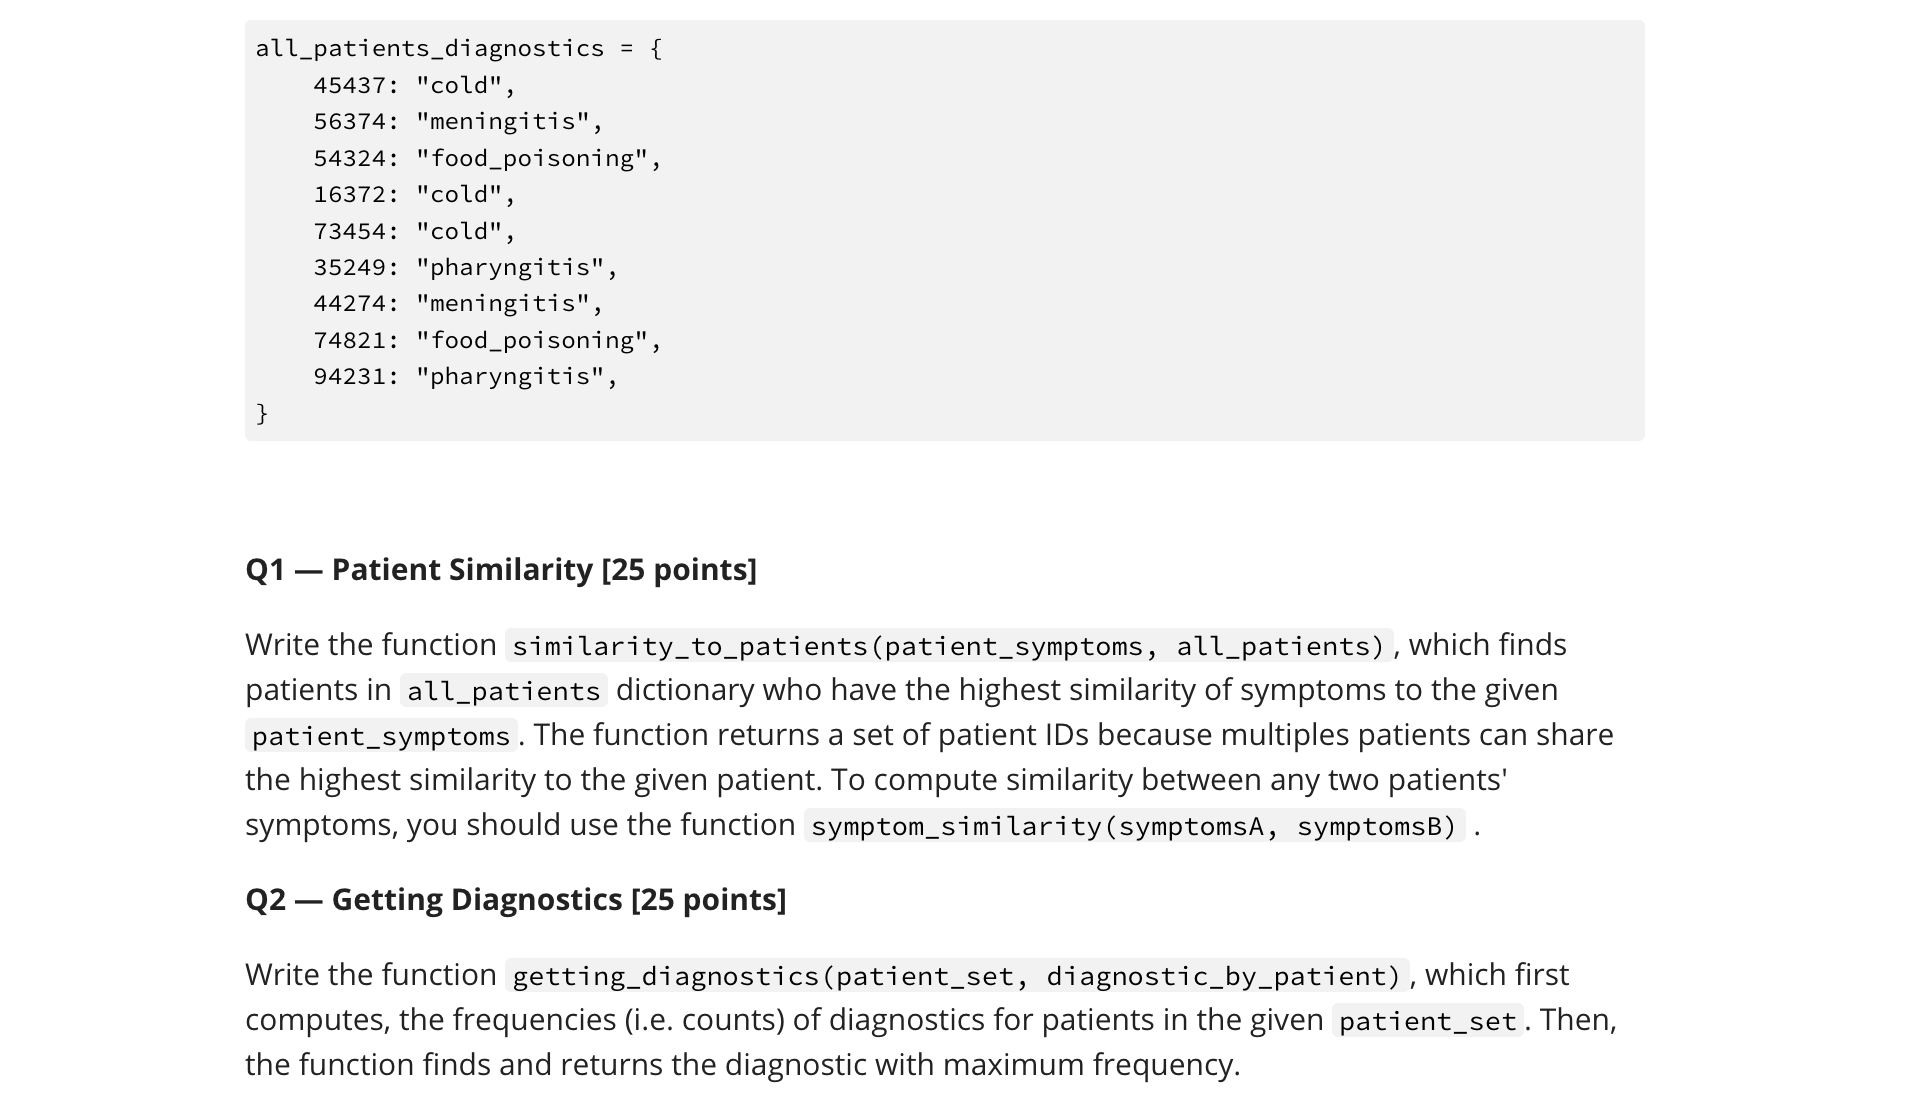 all_patients_diagnostics = {
    45437: "cold",
    56374: "meningitis",
    54324: "food_poisoning",
    16372: "cold",
    73454: "cold",
    35249: "pharyngitis",
    44274: "meningitis",
    74821: "food_poisoning",
    94231: "pharyngitis",
}
Q1 — Patient Similarity [25 points]
Write the function similarity_to_patients(patient_symptoms, all_patients), which finds
patients in all_patients dictionary who have the highest similarity of symptoms to the given
patient_symptoms. The function returns a set of patient IDs because multiples patients can share
the highest similarity to the given patient. To compute similarity between any two patients'
symptoms, you should use the function symptom_similarity(symptomsA, symptomsB) .
Q2 — Getting Diagnostics [25 points]
Write the function getting_diagnostics(patient_set, diagnostic_by_patient), which first
computes, the frequencies (i.e. counts) of diagnostics for patients in the given patient_set. Then,
the function finds and returns the diagnostic with maximum frequency.